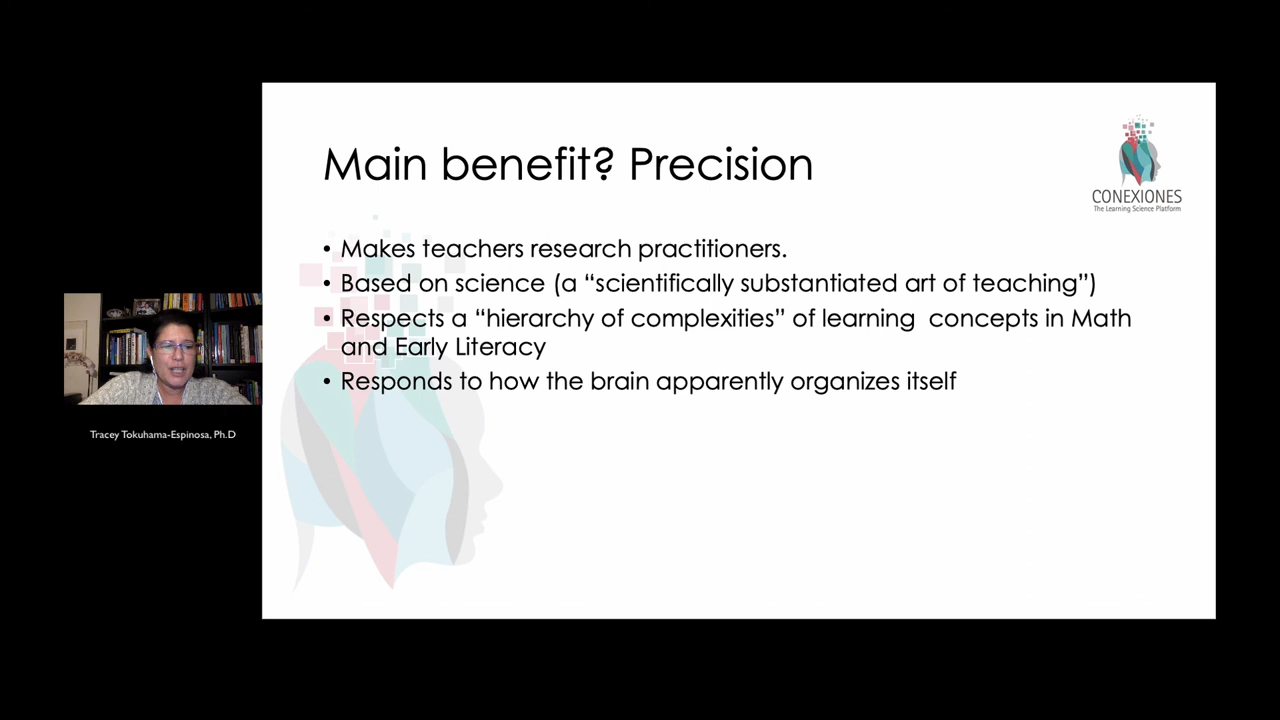 Main benefit? Precision
CONEXIONES
The Learning Science Platform
• Makes teachers research practitioners.
• Based on science (a “scientifically substantiated art of teaching”)
• Respects a “hierarchy of complexities” of learning  concepts in Math
and Early Literacy
• Responds to how the brain apparently organizes itself
Tracey Tokuhama-Espinosa, Ph.D